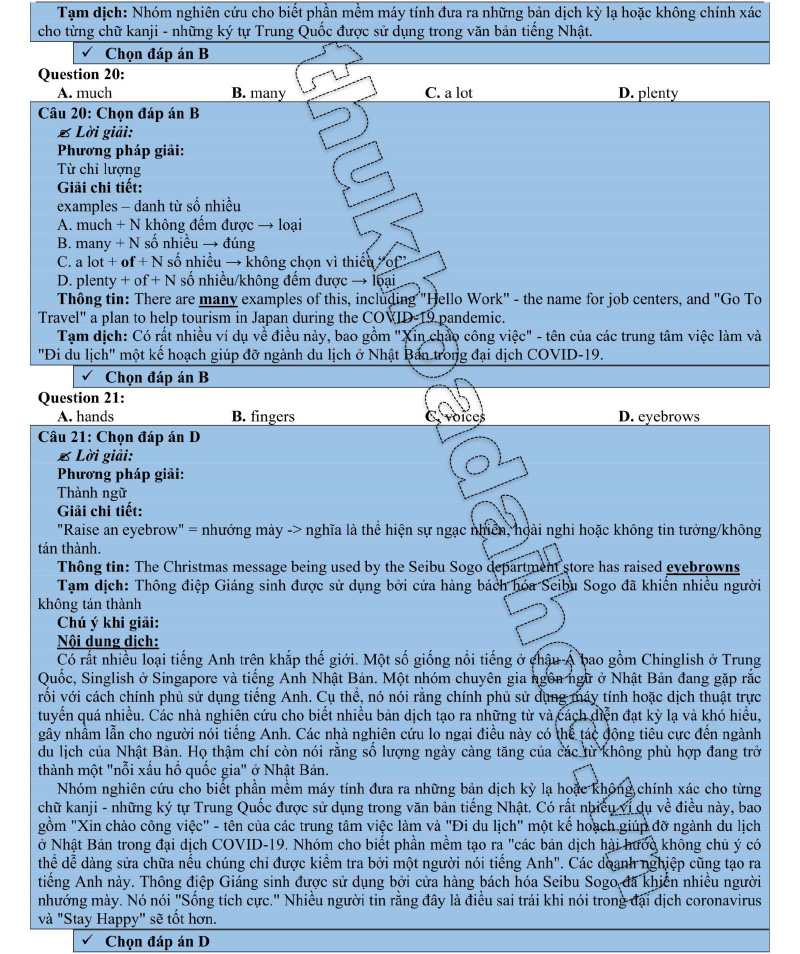 Tạm dịch: Nhóm nghiên cứu cho biết phần mềm máy tính đưa ra những bản dịch kỳ lạ hoặc không chính xác
cho từng chữ kanji - những ký tự Trung Quốc được sử dụng trong văn bản tiếng Nhật.
✓ Chọn đáp án B
Question 20:
A. much B. many C. a lot D. plenty
Câu 20: Chọn đáp án B
✍ Lời giải:
Phương pháp giải:
Từ chỉ lượng
Giải chi tiết:
examples – danh từ số nhiều
A. much + N không đếm được → loại
B. many + N số nhiều → đúng
C. a lot + of + N số nhiều → không chọn vì thiếu "of"
D. plenty + of + N số nhiều/không đếm được → loại
Thông tin: There are many examples of this, including "Hello Work" - the name for job centers, and "Go To
Travel" a plan to help tourism in Japan during the COVID-19 pandemic.
Tạm dịch: Có rất nhiều ví dụ về điều này, bao gồm "Xin chào công việc" - tên của các trung tâm việc làm và
"Đi du lịch" một kế hoạch giúp đỡ ngành du lịch ở Nhật Bản trong đại dịch COVID-19.
✓ Chọn đáp án B
Question 21:
A. hands B. fingers C. voices D. eyebrows
Câu 21: Chọn đáp án D
✍ Lời giải:
Phương pháp giải:
Thành ngữ
Giải chi tiết:
"Raise an eyebrow" = nhướng mày -> nghĩa là thể hiện sự ngạc nhiên, hoài nghi hoặc không tin tưởng/không
tán thành.
Thông tin: The Christmas message being used by the Seibu Sogo department store has raised eyebrowns
Tạm dịch: Thông điệp Giáng sinh được sử dụng bởi cửa hàng bách hóa Seibu Sogo đã khiến nhiều người
không tán thành
Chú ý khi giải:
Nội dung dịch:
Có rất nhiều loại tiếng Anh trên khắp thế giới. Một số giống nổi tiếng ở châu Á bao gồm Chinglish ở Trung
Quốc, Singlish ở Singapore và tiếng Anh Nhật Bản. Một nhóm chuyên gia ngôn ngữ ở Nhật Bản đang gặp rắc
rối với cách chính phủ sử dụng tiếng Anh. Cụ thể, nó nói rằng chính phủ sử dụng máy tính hoặc dịch thuật trực
tuyến quá nhiều. Các nhà nghiên cứu cho biết nhiều bản dịch tạo ra những từ và cách diễn đạt kỳ lạ và khó hiểu,
gây nhầm lẫn cho người nói tiếng Anh. Các nhà nghiên cứu lo ngại điều này có thể tác động tiêu cực đến ngành
du lịch của Nhật Bản. Họ thậm chí còn nói rằng số lượng ngày càng tăng của các từ không phù hợp đang trở
thành một "nỗi xấu hổ quốc gia" ở Nhật Bản.
Nhóm nghiên cứu cho biết phần mềm máy tính đưa ra những bản dịch kỳ lạ hoặc không chính xác cho từng
chữ kanji - những ký tự Trung Quốc được sử dụng trong văn bản tiếng Nhật. Có rất nhiều ví dụ về điều này, bao
gồm "Xin chào công việc" - tên của các trung tâm việc làm và "Đi du lịch" một kế hoạch giúp đỡ ngành du lịch
ở Nhật Bản trong đại dịch COVID-19. Nhóm cho biết phần mềm tạo ra "các bản dịch hài hước không chủ ý có
thể dễ dàng sửa chữa nếu chúng chỉ được kiểm tra bởi một người nói tiếng Anh". Các doanh nghiệp cũng tạo ra
tiếng Anh này. Thông điệp Giáng sinh được sử dụng bởi cửa hàng bách hóa Seibu Sogo đã khiến nhiều người
nhướng mày. Nó nói "Sống tích cực." Nhiều người tin rằng đây là điều sai trái khi nói trong đại dịch coronavirus
và "Stay Happy" sẽ tốt hơn.
✓ Chọn đáp án D
thukhoadaihoc.vn